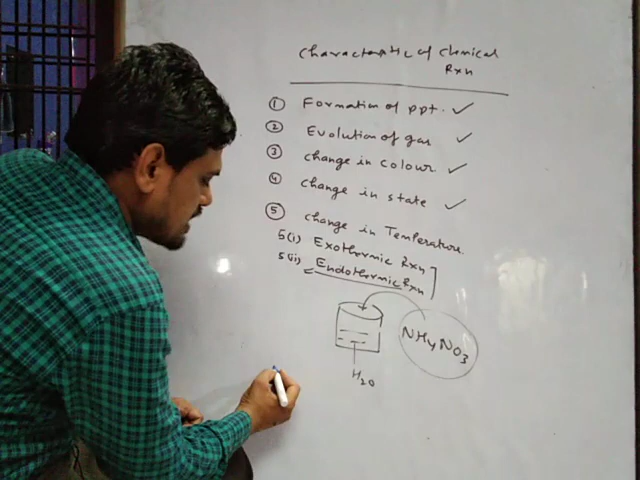 Characteristic of chemical
Rxn
① Formation of ppt. ✓
② Evolution of gas ✓
③ change in colour. ✓
④ change in state ✓
⑤ change in Temperature.
5(i) Exothermic Rxn
5(ii) Endothermic Rxn
NH4NO3
H2O